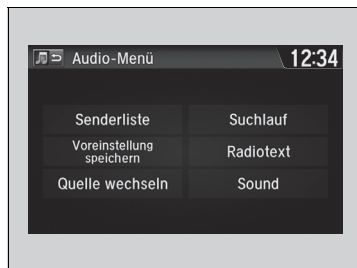 Audio-Menü
12:34
Senderliste
Suchlauf
Voreinstellung
speichern
Radiotext
Quelle wechseln
Sound